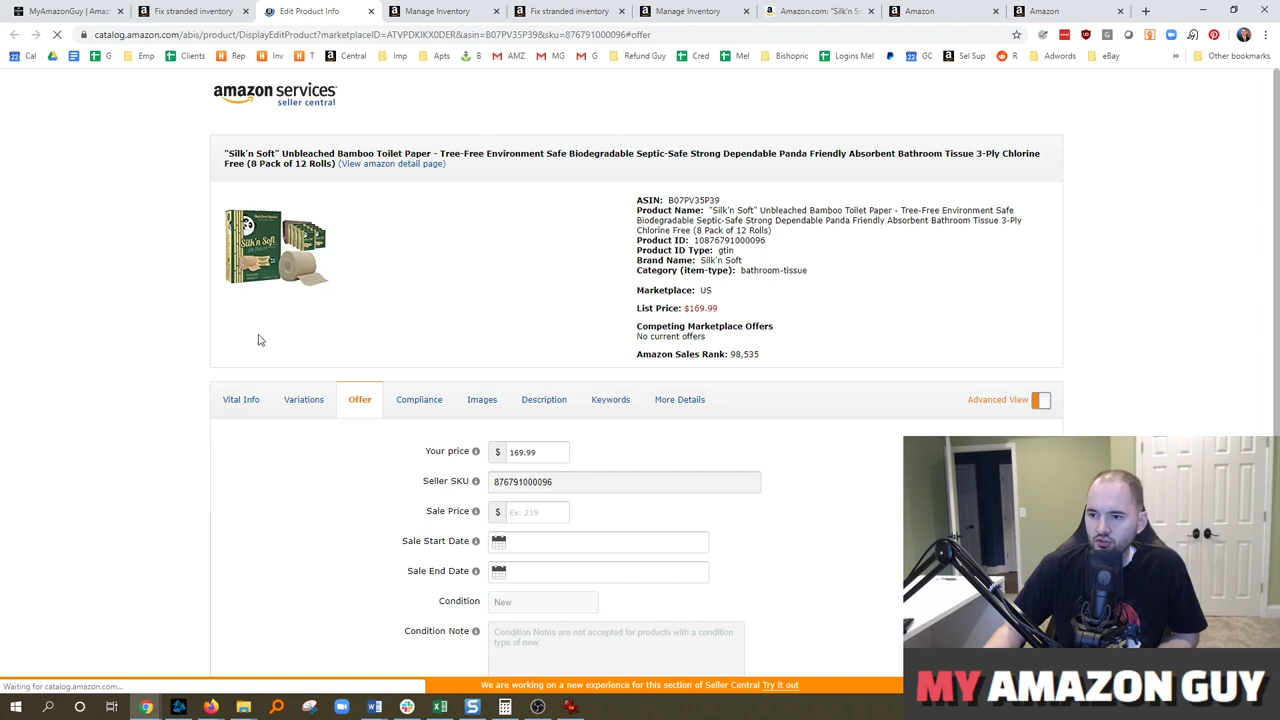 MyAmazonGuy | Am
Fix stranded inventory
Edit Product Info
Manage Inventory
Fix stranded inventory
Manage Inventory
Amazon.com: "Silk'n So
Amazon
Amazon
catalog.amazon.com/abis/product/DisplayEditProduct?marketplaceID=ATVPDKIKX0DER&asin=B07PV35P39&sku=876791000096#offer
Cal
G
Emp
Clients
Rep
Inv
T
Central
Imp
Sales
Apts
B
AMZ
MG
G
Refund Guy
Cred
Mel
Bishopric
Logins Mel
GC
Sel Sup
R
Adwords
eBay
Other bookmarks
amazon services
seller central
"Silk'n Soft" Unbleached Bamboo Toilet Paper - Tree-Free Environment Safe Biodegradable Septic-Safe Strong Dependable Panda Friendly Absorbent Bathroom Tissue 3-Ply Chlorine
Free (8 Pack of 12 Rolls) (View amazon detail page)
Silk'n Soft
ASIN: B07PV35P39
Product Name: "Silk'n Soft" Unbleached Bamboo Toilet Paper - Tree-Free Environment Safe
Biodegradable Septic-Safe Strong Dependable Panda Friendly Absorbent Bathroom Tissue 3-Ply
Chlorine Free (8 Pack of 12 Rolls)
Product ID: 10876791000096
Product ID Type: gtin
Brand Name: Silk'n Soft
Category (item-type): bathroom-tissue
Marketplace: US
List Price: $169.99
Competing Marketplace Offers
No current offers
Amazon Sales Rank: 98,535
Vital Info
Variations
Offer
Compliance
Images
Description
Keywords
More Details
Advanced View
Your price $ 169.99
Seller SKU 876791000096
Sale Price $ Ex: 219
Sale Start Date
Sale End Date
Condition New
Condition Note Condition Notes are not accepted for products with a condition
type of new.
Waiting for catalog.amazon.com...
We are working on a new experience for this section of Seller Central Try it out
MY AMAZON GUY